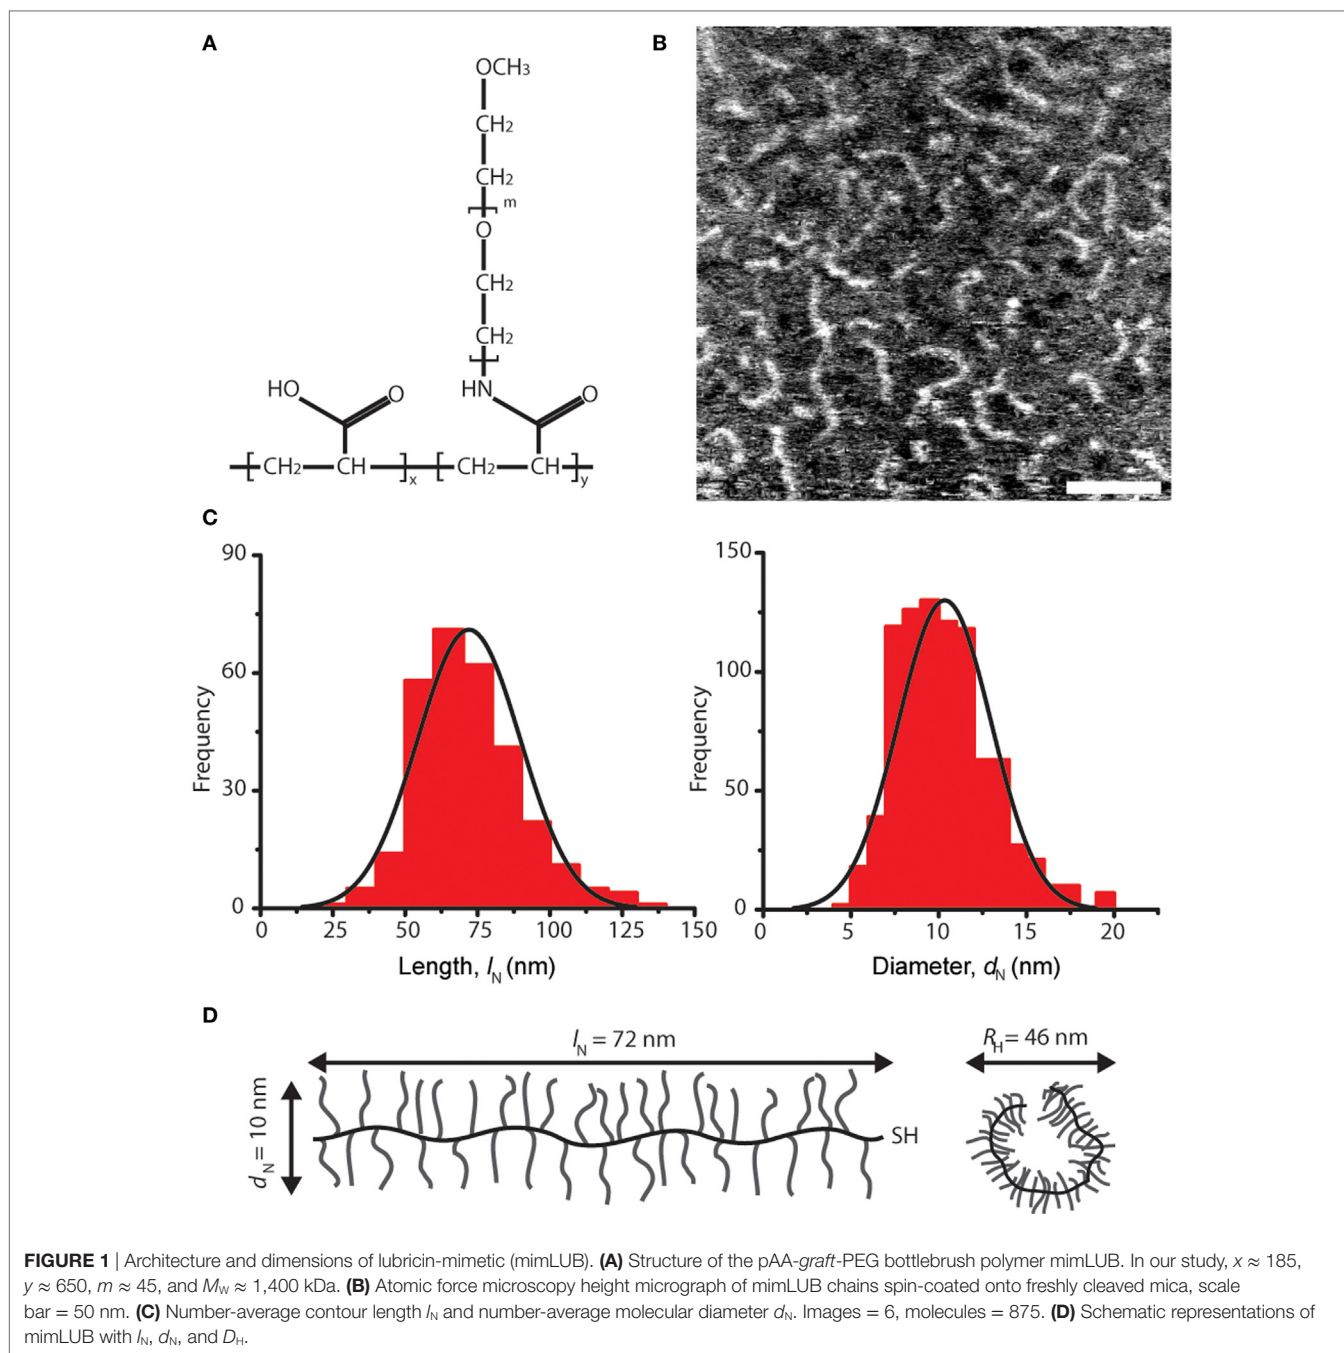 A
B
OCH3
CH2
CH2
m
O
CH2
CH2
HO
O
HN
O
CH2
CH
x
CH2
CH
y
C
90
60
30
0
Frequency
0 25 50 75 100 125 150
Length, lN (nm)
150
100
50
0
Frequency
0 5 10 15 20
Diameter, dN (nm)
D
lN = 72 nm
RH = 46 nm
dN = 10 nm
SH
FIGURE 1 | Architecture and dimensions of lubricin-mimetic (mimLUB). (A) Structure of the pAA-graft-PEG bottlebrush polymer mimLUB. In our study, x ≈ 185,
y ≈ 650, m ≈ 45, and MW ≈ 1,400 kDa. (B) Atomic force microscopy height micrograph of mimLUB chains spin-coated onto freshly cleaved mica, scale
bar = 50 nm. (C) Number-average contour length lN and number-average molecular diameter dN. Images = 6, molecules = 875. (D) Schematic representations of
mimLUB with lN, dN, and DH.